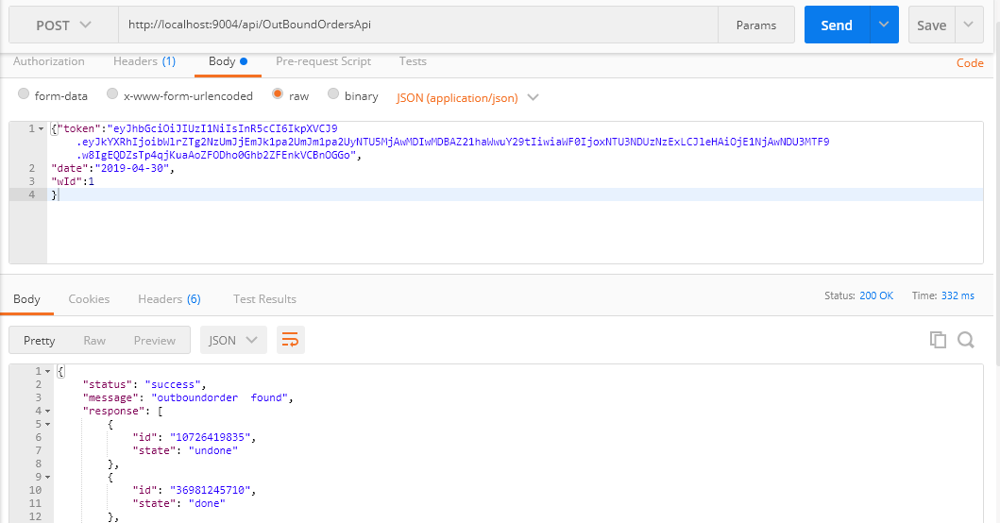 POST
http://localhost:9004/api/OutBoundOrdersApi
Params
Send
Save
Authorization
Headers (1)
Body
Pre-request Script
Tests
Code
form-data
x-www-form-urlencoded
raw
binary
JSON (application/json)
1 {"token":"eyJhbGciOiJIUzI1NiIsInR5cCI6IkpXVCJ9
.eyJkYXRhIjoibWlrZTg2NzUmJjEmJk1pa2UmJm1pa2UyNTU5MjAwMDIwMDBAZ21haWwuY29tIiwiaWF0IjoxNTU3NDUzNzExLCJleHAiOjE1NjAwNDU3MTF9
.w8IgEQDZsTp4qjKuaAoZFODho0Ghb2ZFEnkVCBnOGGo",
2 "date":"2019-04-30",
3 "wId":1
4 }
Body
Cookies
Headers (6)
Test Results
Status: 200 OK
Time: 332 ms
Pretty
Raw
Preview
JSON
1 {
2 "status": "success",
3 "message": "outboundorder  found",
4 "response": [
5 {
6 "id": "10726419835",
7 "state": "undone"
8 },
9 {
10 "id": "36981245710",
11 "state": "done"
12 },